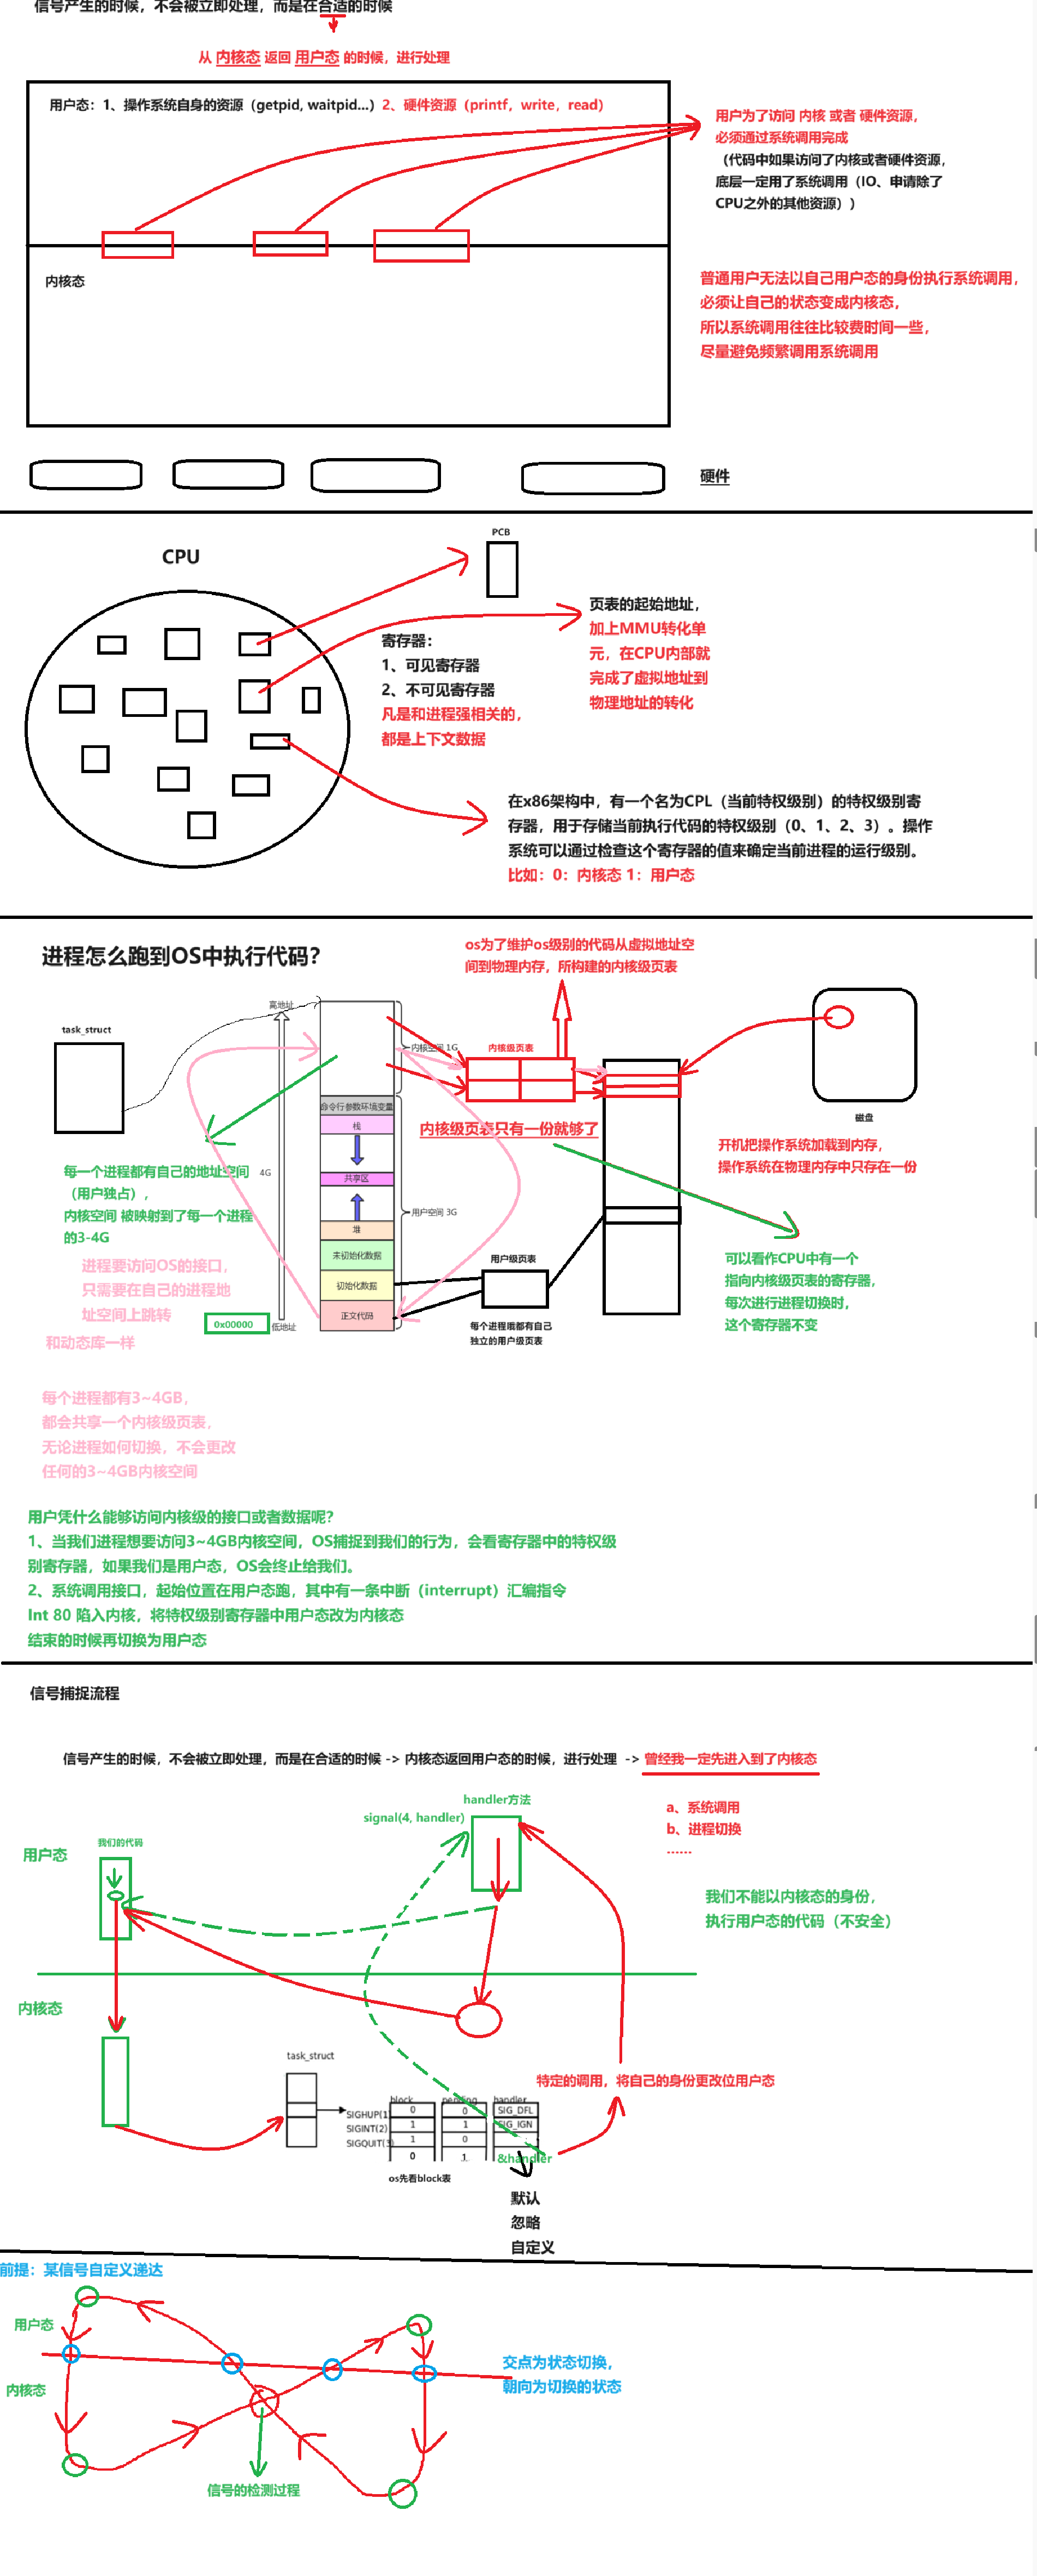 信号产生的时候，不会被立即处理，而是在合适的时候
从 内核态 返回 用户态 的时候，进行处理
用户态：1、操作系统自身的资源（getpid, waitpid...）2、硬件资源（printf，write，read）
用户为了访问 内核 或者 硬件资源，
必须通过系统调用完成
（代码中如果访问了内核或者硬件资源，
底层一定用了系统调用（IO、申请除了
CPU之外的其他资源））
内核态
普通用户无法以自己用户态的身份执行系统调用，
必须让自己的状态变成内核态，
所以系统调用往往比较费时间一些，
尽量避免频繁调用系统调用
硬件
CPU
PCB
寄存器：
1、可见寄存器
2、不可见寄存器
凡是和进程强相关的，
都是上下文数据
页表的起始地址，
加上MMU转化单
元，在CPU内部就
完成了虚拟地址到
物理地址的转化
在x86架构中，有一个名为CPL（当前特权级别）的特权级别寄
存器，用于存储当前执行代码的特权级别（0、1、2、3）。操作
系统可以通过检查这个寄存器的值来确定当前进程的运行级别。
比如：0：内核态 1：用户态
进程怎么跑到OS中执行代码？
os为了维护os级别的代码从虚拟地址空
间到物理内存，所构建的内核级页表
task_struct
高地址
内核空间 1G
内核级页表
命令行参数环境变量
栈
共享区
堆
未初始化数据
初始化数据
正文代码
4G
用户空间 3G
0x00000
低地址
内核级页表只有一份就够了
用户级页表
每个进程哦都有自己
独立的用户级页表
磁盘
开机把操作系统加载到内存，
操作系统在物理内存中只存在一份
可以看作CPU中有一个
指向内核级页表的寄存器，
每次进行进程切换时，
这个寄存器不变
每一个进程都有自己的地址空间
（用户独占），
内核空间 被映射到了每一个进程
的3-4G
进程要访问OS的接口，
只需要在自己的进程地
址空间上跳转
和动态库一样
每个进程都有3~4GB，
都会共享一个内核级页表，
无论进程如何切换，不会更改
任何的3~4GB内核空间
用户凭什么能够访问内核级的接口或者数据呢？
1、当我们进程想要访问3~4GB内核空间，OS捕捉到我们的行为，会看寄存器中的特权级
别寄存器，如果我们是用户态，OS会终止给我们。
2、系统调用接口，起始位置在用户态跑，其中有一条中断（interrupt）汇编指令
Int 80 陷入内核，将特权级别寄存器中用户态改为内核态
结束的时候再切换为用户态
信号捕捉流程
信号产生的时候，不会被立即处理，而是在合适的时候 -> 内核态返回用户态的时候，进行处理 -> 曾经我一定先进入到了内核态
a、系统调用
b、进程切换
......
handler方法
signal(4, handler)
我们的代码
用户态
我们不能以内核态的身份，
执行用户态的代码（不安全）
内核态
task_struct
特定的调用，将自己的身份更改位用户态
block pending handler
SIGHUP(1) 0 0 SIG_DFL
SIGINT(2) 1 1 SIG_IGN
SIGQUIT(3) 1 0
0 1 &handler
os先看block表
默认
忽略
自定义
前提：某信号自定义递达
用户态
内核态
交点为状态切换，
朝向为切换的状态
信号的检测过程